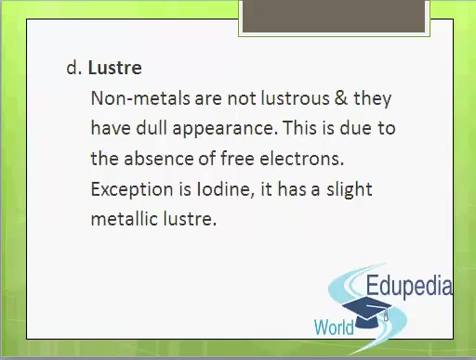 d. Lustre
Non-metals are not lustrous & they
have dull appearance. This is due to
the absence of free electrons.
Exception is Iodine, it has a slight
metallic lustre.
Edupedia
World